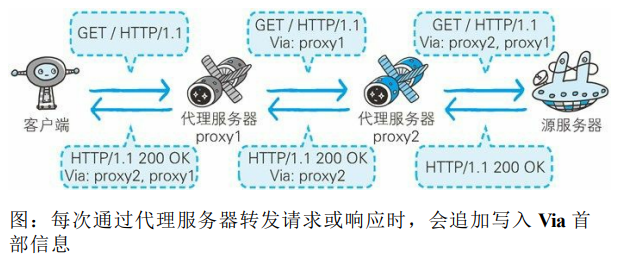 GET / HTTP/1.1
GET / HTTP/1.1
Via: proxy1
GET / HTTP/1.1
Via: proxy2, proxy1
客户端
代理服务器
proxy1
代理服务器
proxy2
源服务器
HTTP/1.1 200 OK
Via: proxy2, proxy1
HTTP/1.1 200 OK
Via: proxy2
HTTP/1.1 200 OK
图：每次通过代理服务器转发请求或响应时，会追加写入 Via 首
部信息